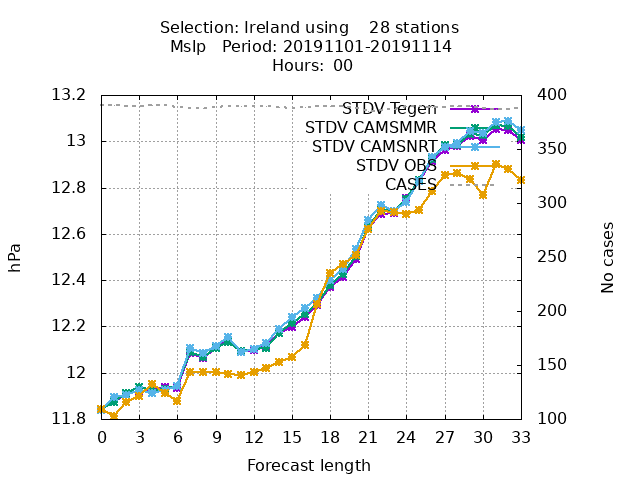 Selection: Ireland using    28 stations
Mslp   Period: 20191101-20191114
Hours:  00
13.2
13
12.8
12.6
12.4
12.2
12
11.8
400
350
300
250
200
150
100
STDV Tegen
STDV CAMSMMR
STDV CAMSNRT
STDV OBS
CASES
hPa
No cases
0 3 6 9 12 15 18 21 24 27 30 33
Forecast length